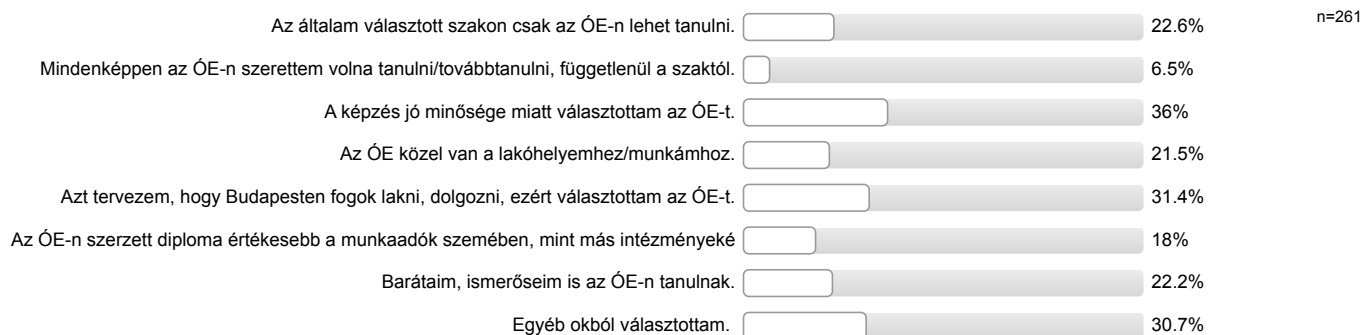 n=261
Az általam választott szakon csak az ÓE-n lehet tanulni. 22.6%
Mindenképpen az ÓE-n szerettem volna tanulni/továbbtanulni, függetlenül a szaktól. 6.5%
A képzés jó minősége miatt választottam az ÓE-t. 36%
Az ÓE közel van a lakóhelyemhez/munkámhoz. 21.5%
Azt tervezem, hogy Budapesten fogok lakni, dolgozni, ezért választottam az ÓE-t. 31.4%
Az ÓE-n szerzett diploma értékesebb a munkaadók szemében, mint más intézményeké 18%
Barátaim, ismerőseim is az ÓE-n tanulnak. 22.2%
Egyéb okból választottam. 30.7%